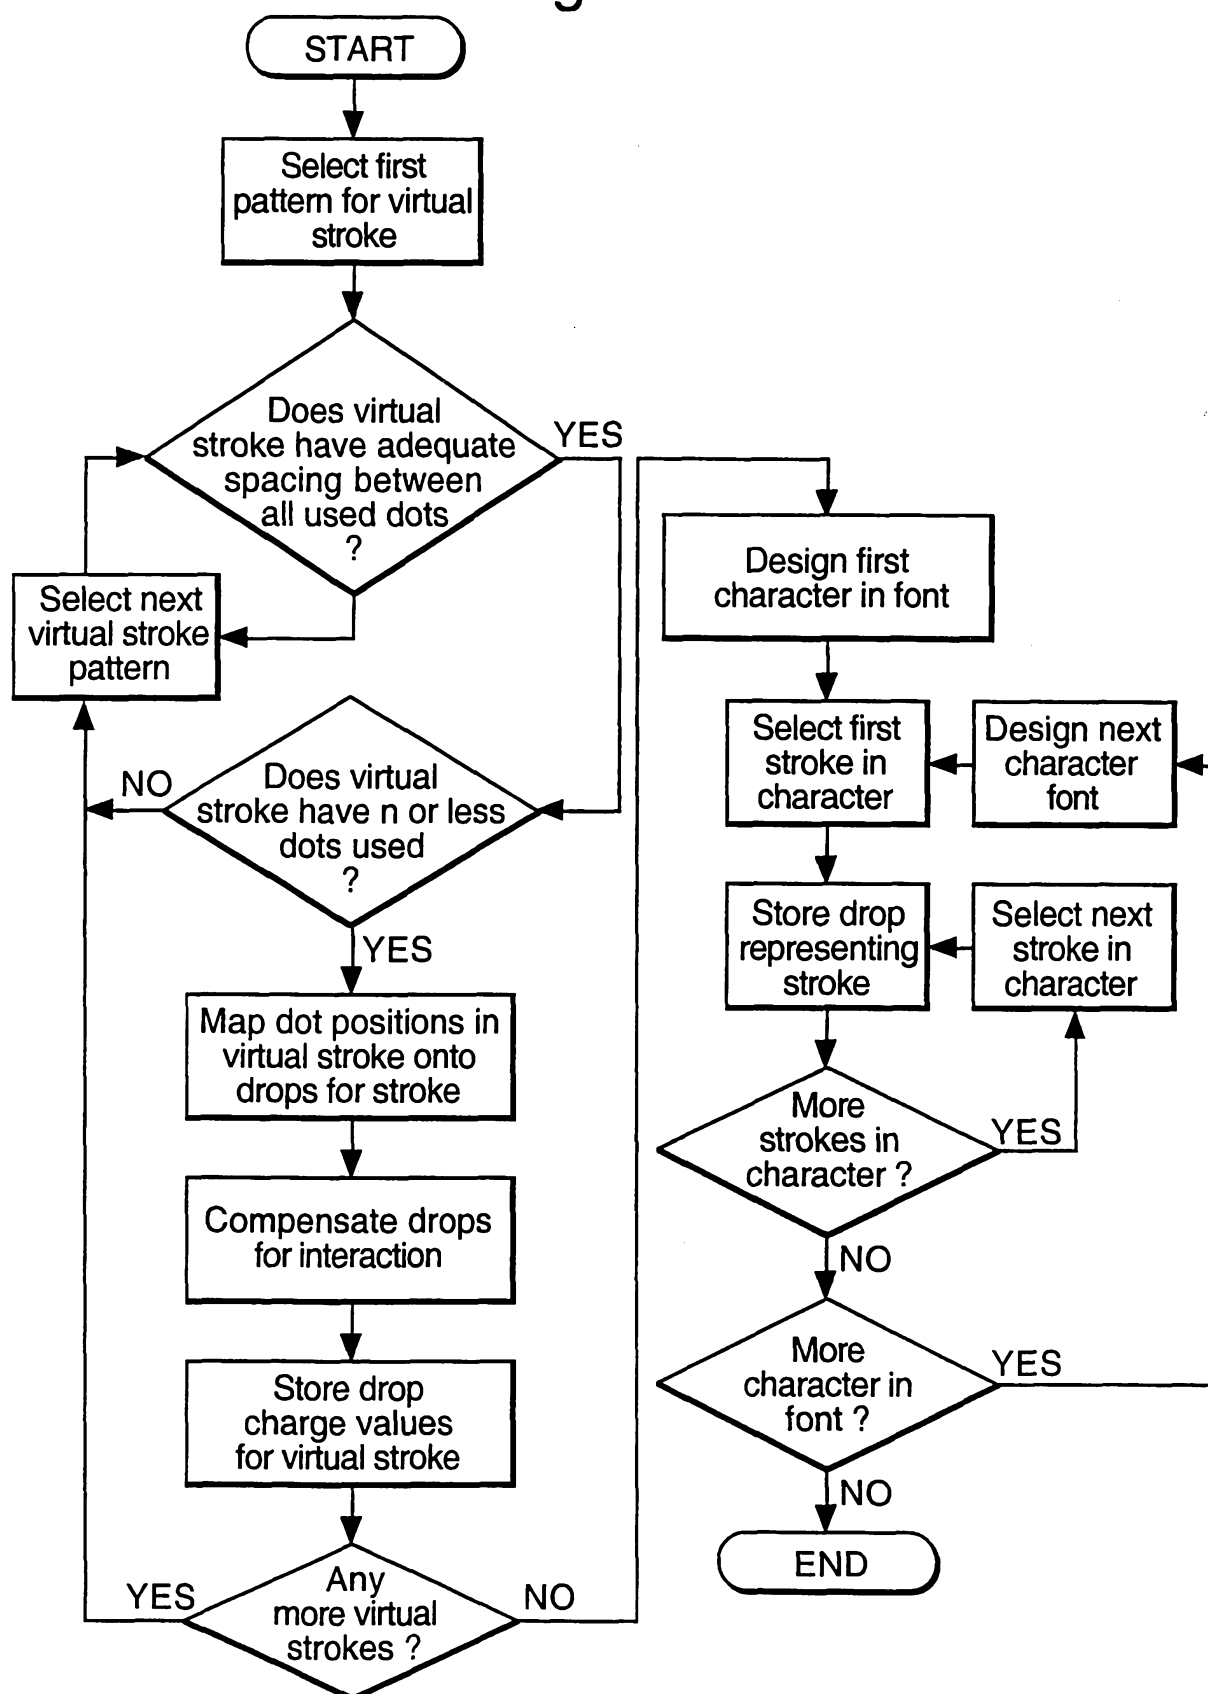 START
Select first
pattern for virtual
stroke
Does virtual
stroke have adequate
spacing between
all used dots
?
YES
Select next
virtual stroke
pattern
Does virtual
stroke have n or less
dots used
?
NO
YES
Map dot positions in
virtual stroke onto
drops for stroke
Compensate drops
for interaction
Store drop
charge values
for virtual stroke
Any
more virtual
strokes ?
YES
NO
Design first
character in font
Select first
stroke in
character
Design next
character
font
Store drop
representing
stroke
Select next
stroke in
character
More
strokes in
character ?
YES
NO
More
character in
font ?
YES
NO
END